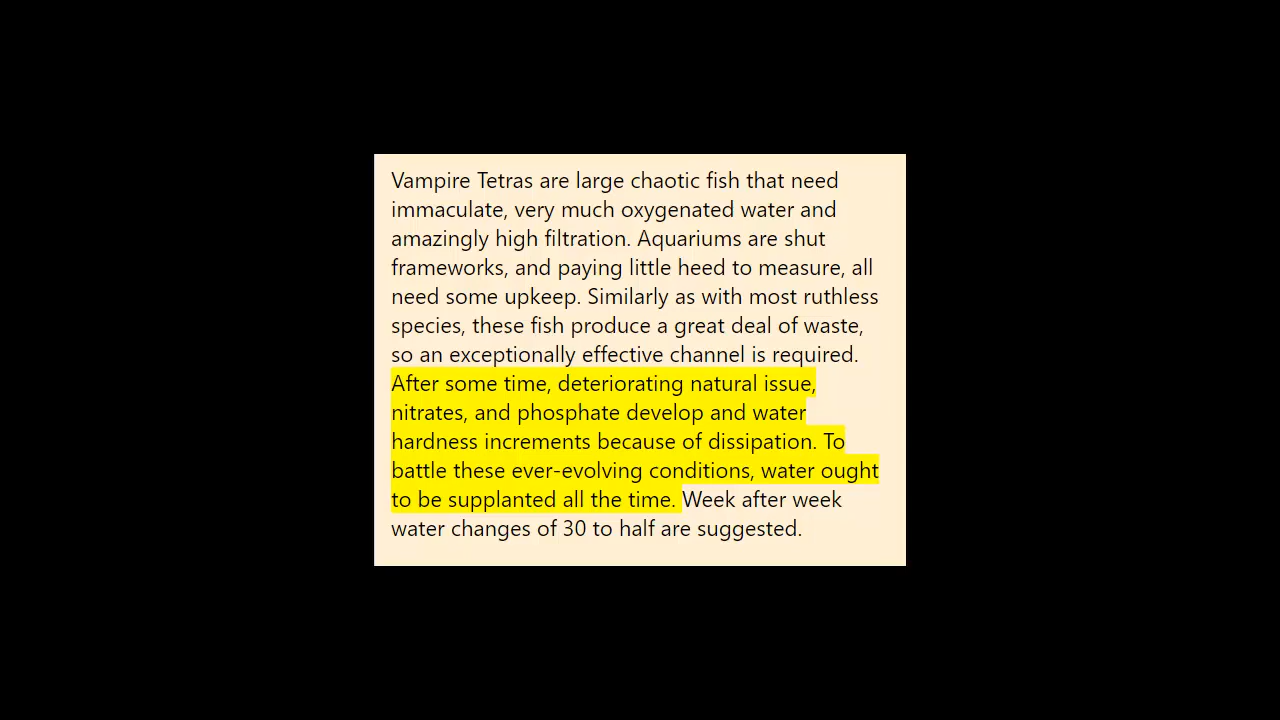 Vampire Tetras are large chaotic fish that need
immaculate, very much oxygenated water and
amazingly high filtration. Aquariums are shut
frameworks, and paying little heed to measure, all
need some upkeep. Similarly as with most ruthless
species, these fish produce a great deal of waste,
so an exceptionally effective channel is required.
After some time, deteriorating natural issue,
nitrates, and phosphate develop and water
hardness increments because of dissipation. To
battle these ever-evolving conditions, water ought
to be supplanted all the time. Week after week
water changes of 30 to half are suggested.